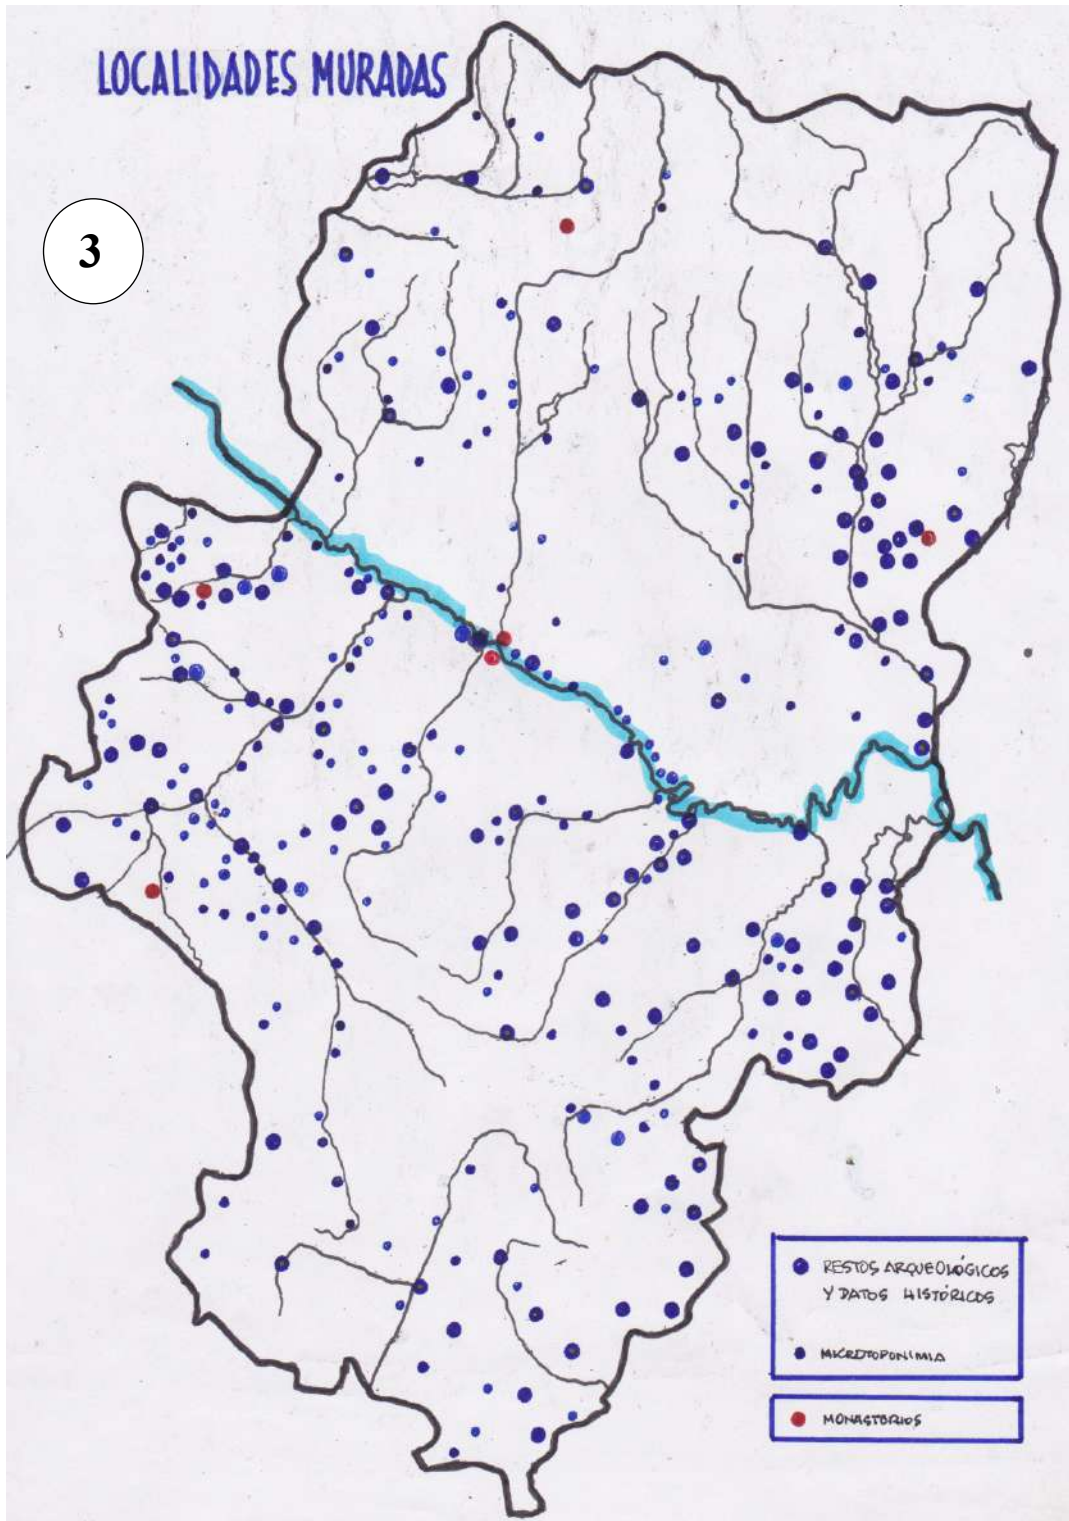 LOCALIDADES MURADAS
3
RESTOS ARQUEOLÓGICOS
Y DATOS HISTÓRICOS
MICROTOPONIMIA
MONASTERIOS